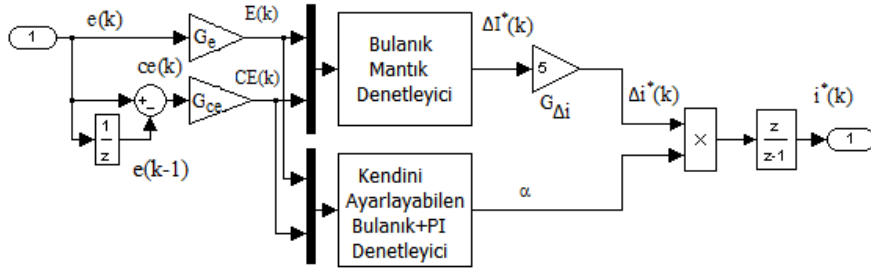 1
e(k)
G_e
E(k)
ce(k)
+
−
G_ce
CE(k)
1
z
e(k-1)
Bulanık
Mantık
Denetleyici
ΔI*(k)
5
G_Δi
Δi*(k)
Kendini
Ayarlayabilen
Bulanık+PI
Denetleyici
α
×
z
z-1
i*(k)
1